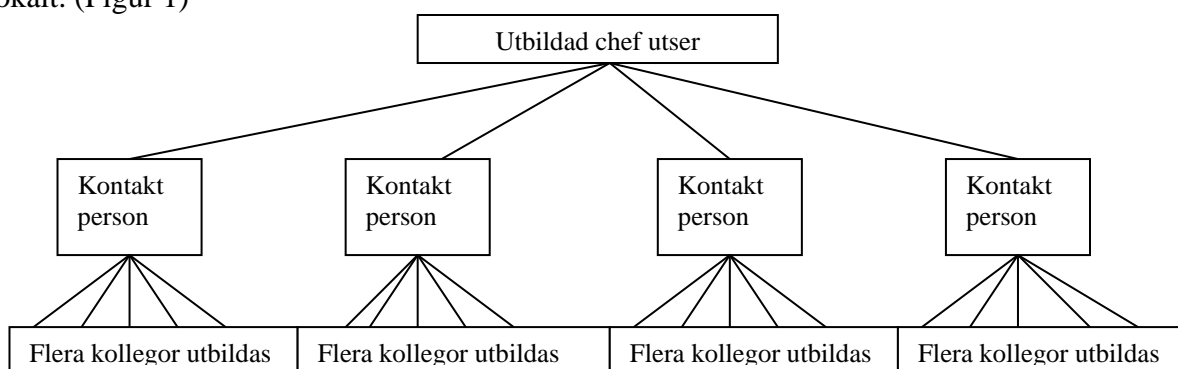 okalt. (Figur 1)
Utbildad chef utser
Kontakt
person
Kontakt
person
Kontakt
person
Kontakt
person
Flera kollegor utbildas
Flera kollegor utbildas
Flera kollegor utbildas
Flera kollegor utbildas